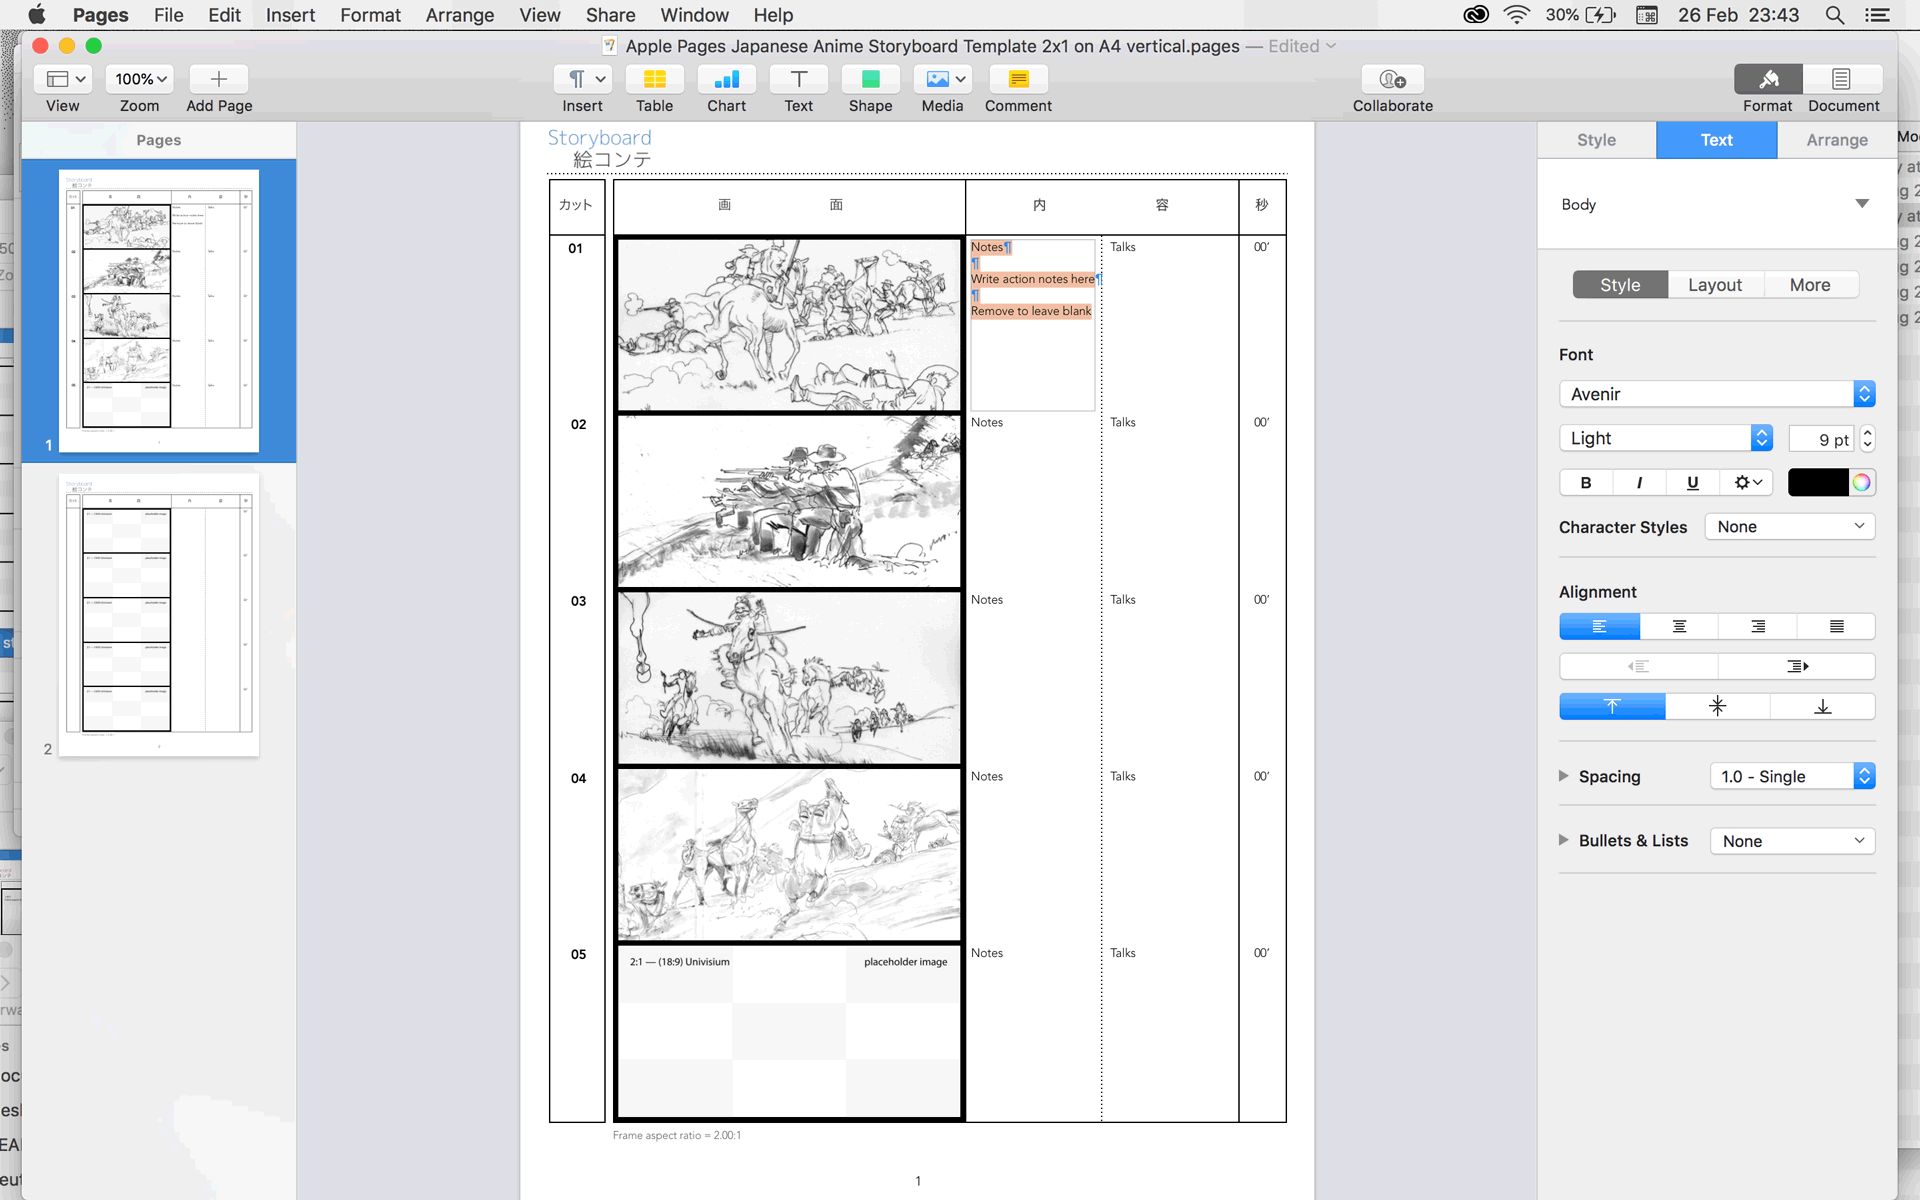 Pages File Edit Insert Format Arrange View Share Window Help 30% 26 Feb 23:43
Apple Pages Japanese Anime Storyboard Template 2x1 on A4 vertical.pages — Edited
100%
View Zoom Add Page Insert Table Chart Text Shape Media Comment Collaborate Format Document
Pages
1
2
Storyboard
絵コンテ
カット 画 面 内 容 秒
01 Notes¶ Talks 00’
¶
Write action notes here¶
¶
Remove to leave blank
02 Notes Talks 00’
03 Notes Talks 00’
04 Notes Talks 00’
05 2:1 — (18:9) Univisium placeholder image Notes Talks 00’
Frame aspect ratio = 2.00:1
1
Style Text Arrange
Body
Style Layout More
Font
Avenir
Light 9 pt
B I U
Character Styles None
Alignment
Spacing 1.0 - Single
Bullets & Lists None